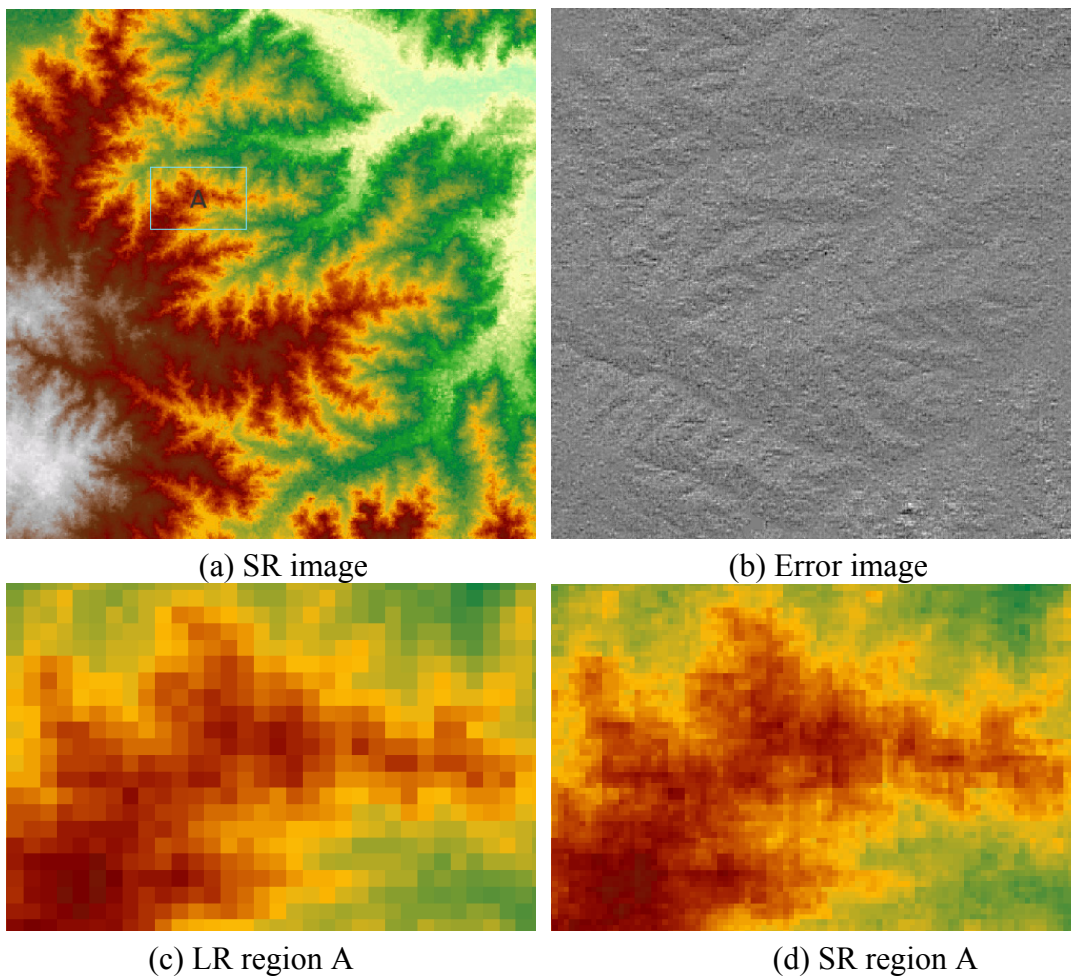 A
(a) SR image
(b) Error image
(c) LR region A
(d) SR region A